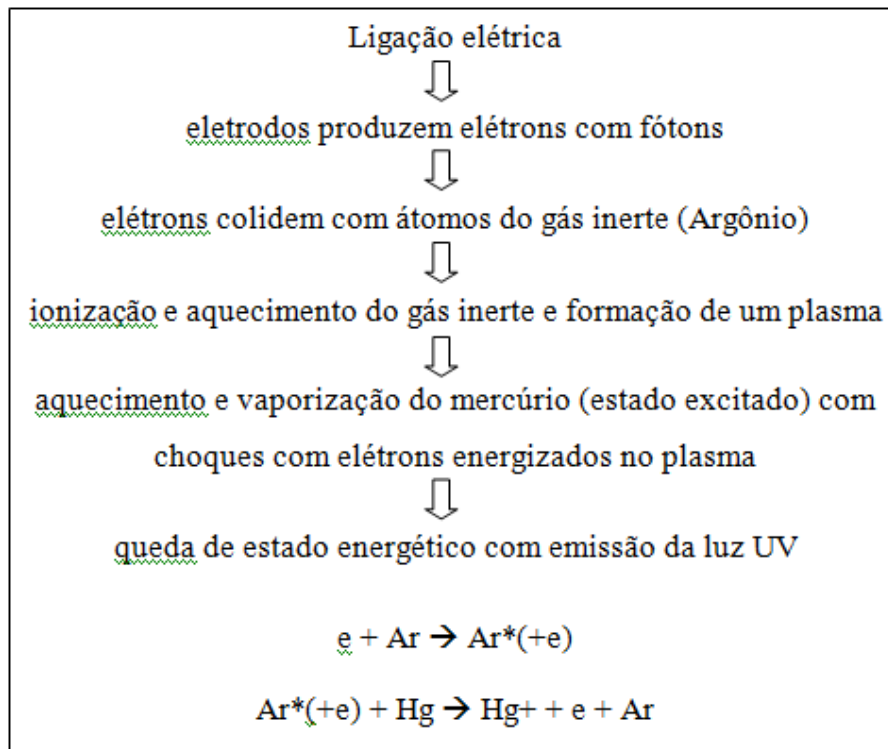 Ligação elétrica
eletrodos produzem elétrons com fótons
elétrons colidem com átomos do gás inerte (Argônio)
ionização e aquecimento do gás inerte e formação de um plasma
aquecimento e vaporização do mercúrio (estado excitado) com
choques com elétrons energizados no plasma
queda de estado energético com emissão da luz UV
e + Ar → Ar*(+e)
Ar*(+e) + Hg → Hg+ + e + Ar